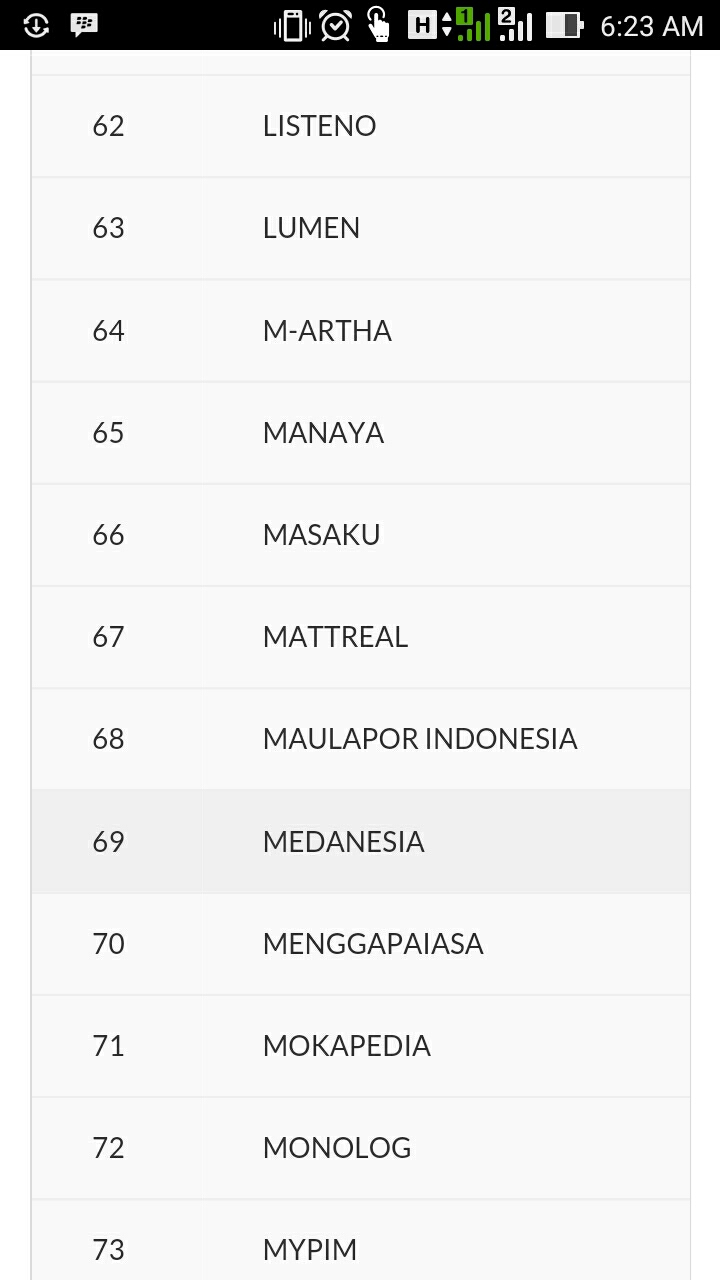 H 1 2 6:23 AM
62 LISTENO
63 LUMEN
64 M-ARTHA
65 MANAYA
66 MASAKU
67 MATTREAL
68 MAULAPOR INDONESIA
69 MEDANESIA
70 MENGGAPAIASA
71 MOKAPEDIA
72 MONOLOG
73 MYPIM